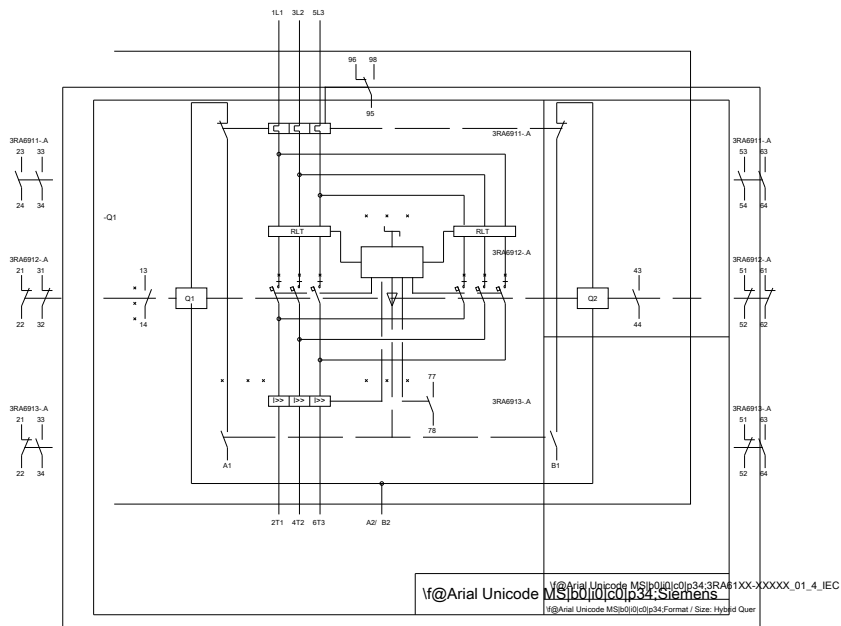 1L1 3L2 5L3
96 98
95
3RA6911-.A
23 33
24 34
3RA6911-.A
3RA6911-.A
53 63
54 64
-Q1
RLT
RLT
3RA6912-.A
21 31
22 32
13
14
Q1
3RA6912-.A
Q2
43
44
3RA6912-.A
51 61
52 62
77
78
3RA6913-.A
21 33
22 34
I>> I>> I>>
3RA6913-.A
3RA6913-.A
51 63
52 64
A1
B1
2T1 4T2 6T3 A2/ B2
\f@Arial Unicode MS|b0|i0|c0|p34;Siemens
\f@Arial Unicode MS|b0|i0|c0|p34;3RA61XX-XXXXX_01_4_IEC
\f@Arial Unicode MS|b0|i0|c0|p34;Format / Size: Hybrid Quer